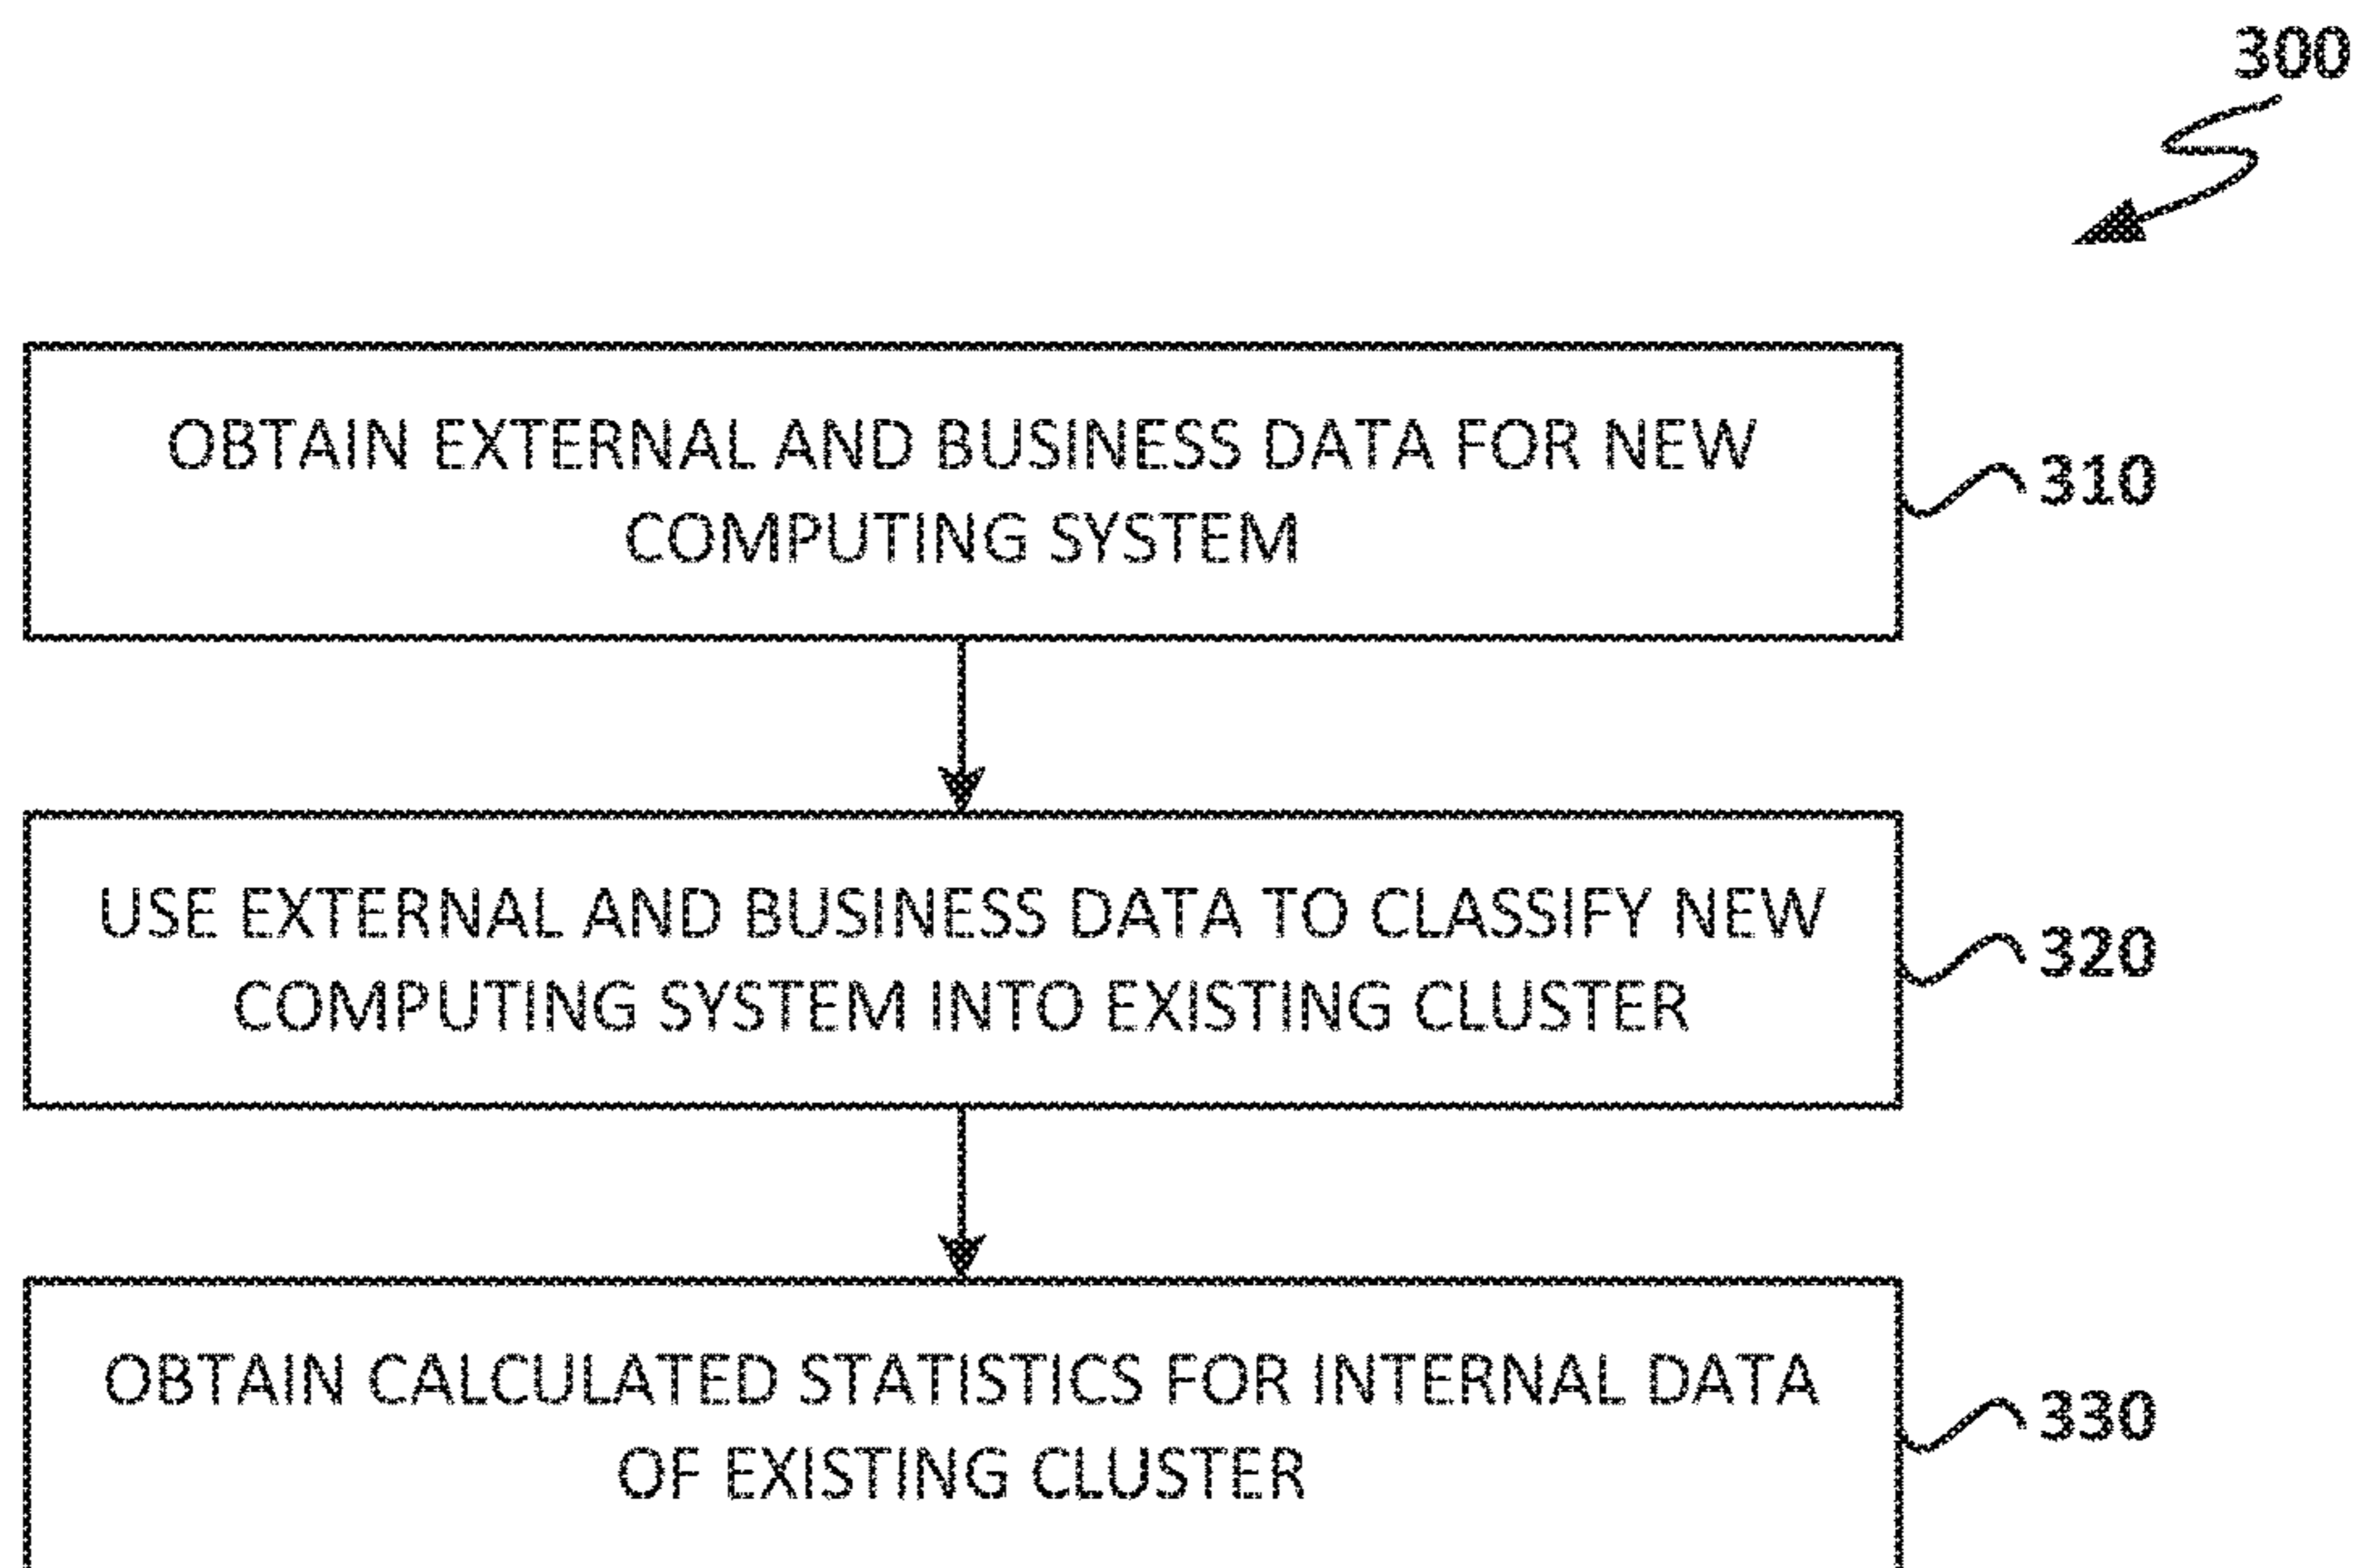 300
OBTAIN EXTERNAL AND BUSINESS DATA FOR NEW
COMPUTING SYSTEM
310
USE EXTERNAL AND BUSINESS DATA TO CLASSIFY NEW
COMPUTING SYSTEM INTO EXISTING CLUSTER
320
OBTAIN CALCULATED STATISTICS FOR INTERNAL DATA
OF EXISTING CLUSTER
330